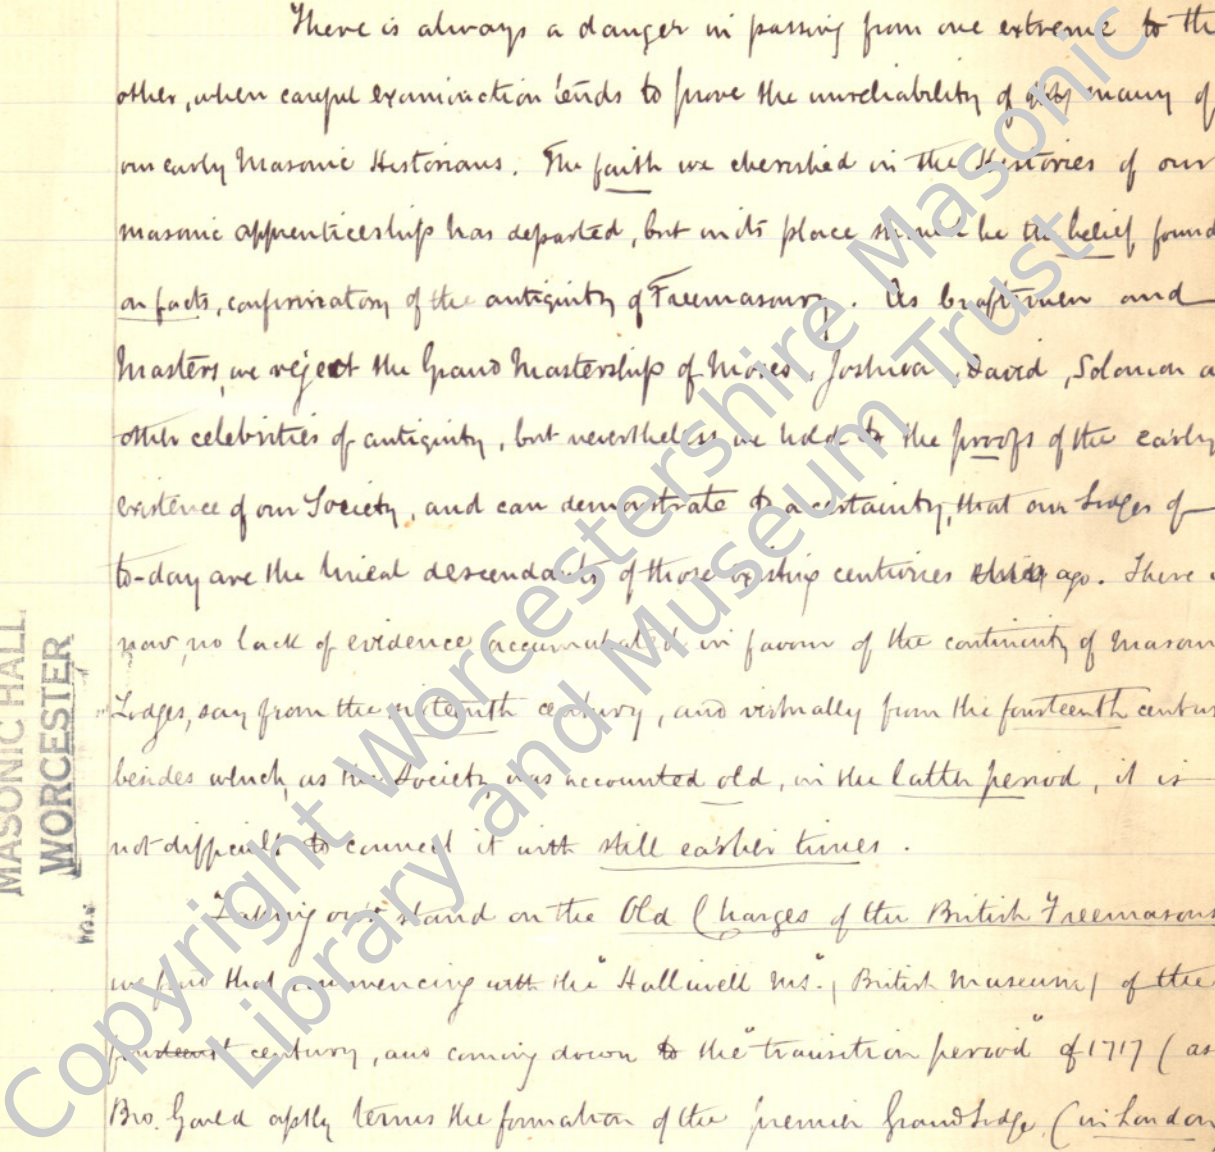 There is always a danger in passing from one extreme to th
other, when careful examination tends to prove the unreliability of many of
our early Masonic Historians. The faith we cherished in the Histories of our
masonic apprenticeship has departed, but in its place should be the belief, found
on facts, confirmatory of the antiquity of Freemasonry. As Craftsmen and
Masters, we reject the Grand Mastership of Moses, Joshua, David, Solomon a
other celebrities of antiquity, but nevertheless we hold to the proofs of the early
existence of our Society, and can demonstrate to a certainty, that our Lodges of
to-day are the lineal descendants of those existing centuries ago. There
now, no lack of evidence accumulated in favour of the continuity of Mason
Lodges, say from the sixteenth century, and virtually from the fourteenth centur
besides which, as the Society was accounted old, in the latter period, it is
not difficult to connect it with still earlier times.
"Taking our stand on the Old Charges of the British Freemasons
we find that commencing with the "Halliwell MS." (British Museum) of the
century, and coming down to the "transition period" of 1717 (as
Bro. Gould aptly terms the formation of the premier Grand Lodge, (in London
MASONIC HALL,
WORCESTER
Copyright Worcestershire Masonic
Library and Museum Trust